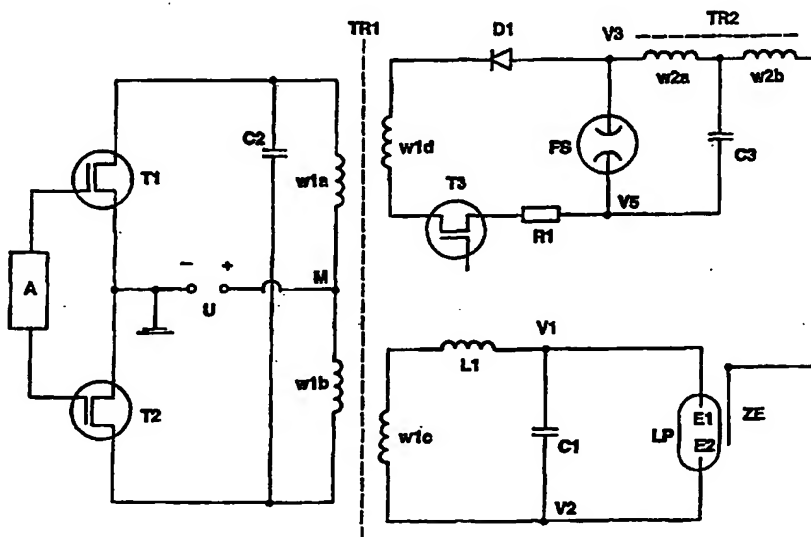 TR1
TR2
D1
V3
w2a
w2b
C2
w1a
w1d
FS
C3
T1
T3
V5
R1
A
- +
M
U
V1
L1
w1b
ZE
T2
w1c
C1
LP
E1
E2
V2